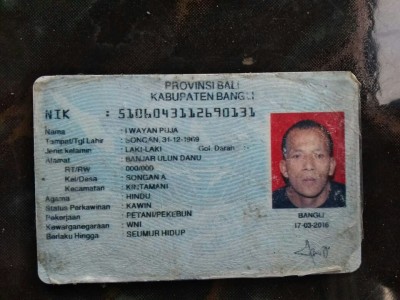 PROVINSI BALI
KABUPATEN BANGLI
NIK : 5106043112690131
Nama : I WAYAN PUJA
Tempat/Tgl Lahir : SONGAN, 31-12-1969
Jenis kelamin : LAKI-LAKI Gol. Darah :
Alamat : BANJAR ULUN DANU
RT/RW : 000/000
Kel/Desa : SONGAN A
Kecamatan : KINTAMANI
Agama : HINDU
Status Perkawinan : KAWIN
Pekerjaan : PETANI/PEKEBUN
Kewarganegaraan : WNI
Berlaku Hingga : SEUMUR HIDUP
BANGLI
17-03-2016